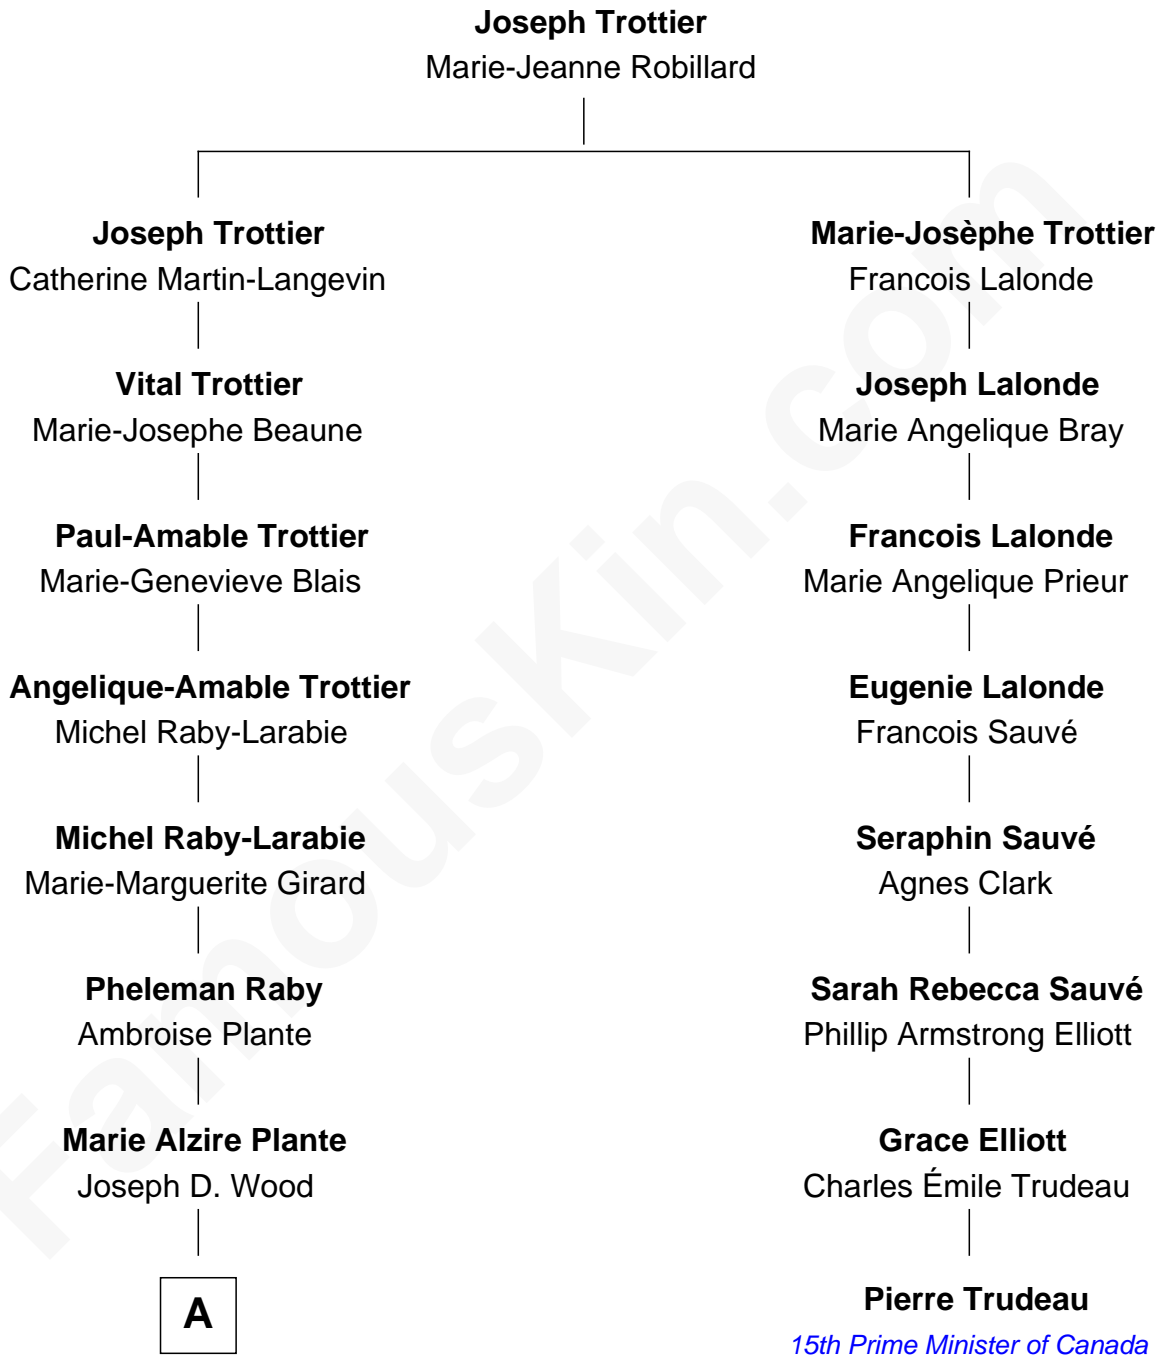 Joseph Trottier
Marie-Jeanne Robillard
Joseph Trottier
Catherine Martin-Langevin
Marie-Josèphe Trottier
Francois Lalonde
Vital Trottier
Marie-Josephe Beaune
Joseph Lalonde
Marie Angelique Bray
Paul-Amable Trottier
Marie-Genevieve Blais
Francois Lalonde
Marie Angelique Prieur
Angelique-Amable Trottier
Michel Raby-Larabie
Eugenie Lalonde
Francois Sauvé
Michel Raby-Larabie
Marie-Marguerite Girard
Seraphin Sauvé
Agnes Clark
Pheleman Raby
Ambroise Plante
Sarah Rebecca Sauvé
Phillip Armstrong Elliott
Marie Alzire Plante
Joseph D. Wood
Grace Elliott
Charles Émile Trudeau
A
Pierre Trudeau
15th Prime Minister of Canada
FamousKin.com